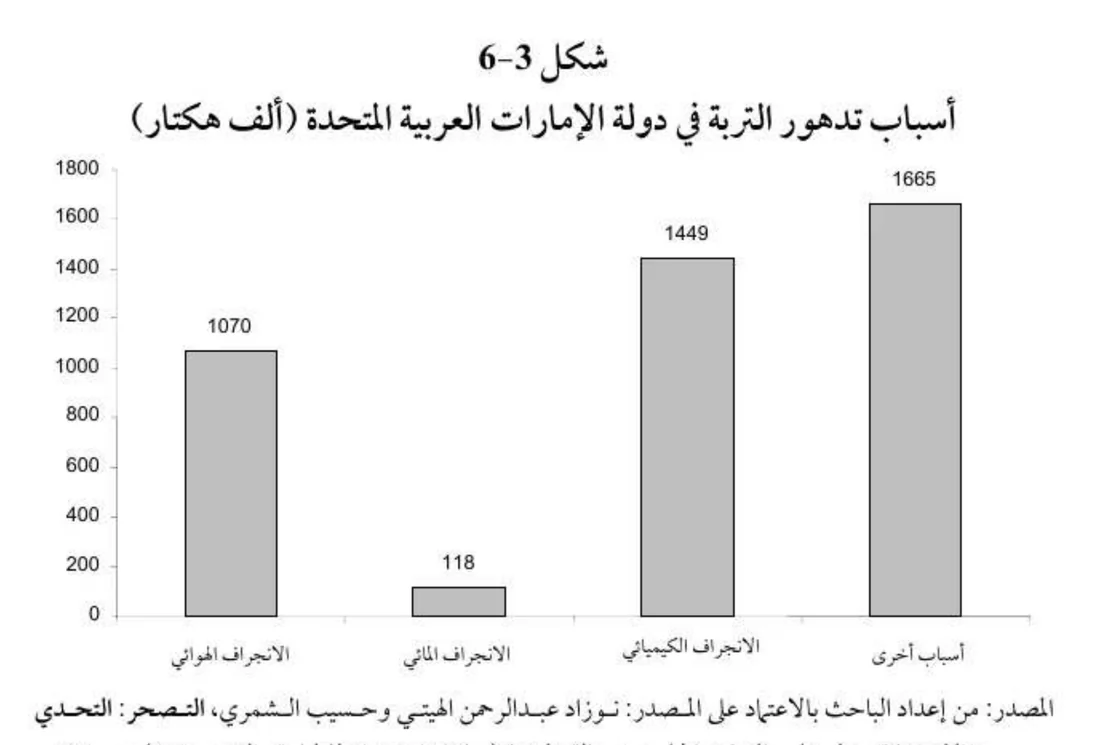 شكل 3-6
أسباب تدهور التربة في دولة الإمارات العربية المتحدة (ألف هكتار)
1800
1600
1400
1200
1000
800
600
400
200
0
1070
118
1449
1665
الانجراف الهوائي
الانجراف المائي
الانجراف الكيميائي
أسباب أخرى
المصدر: من إعداد الباحث بالاعتماد على المصدر: نوزاد عبدالرحمن الهيتي وحسيب الشمري، التصحر: التحدي